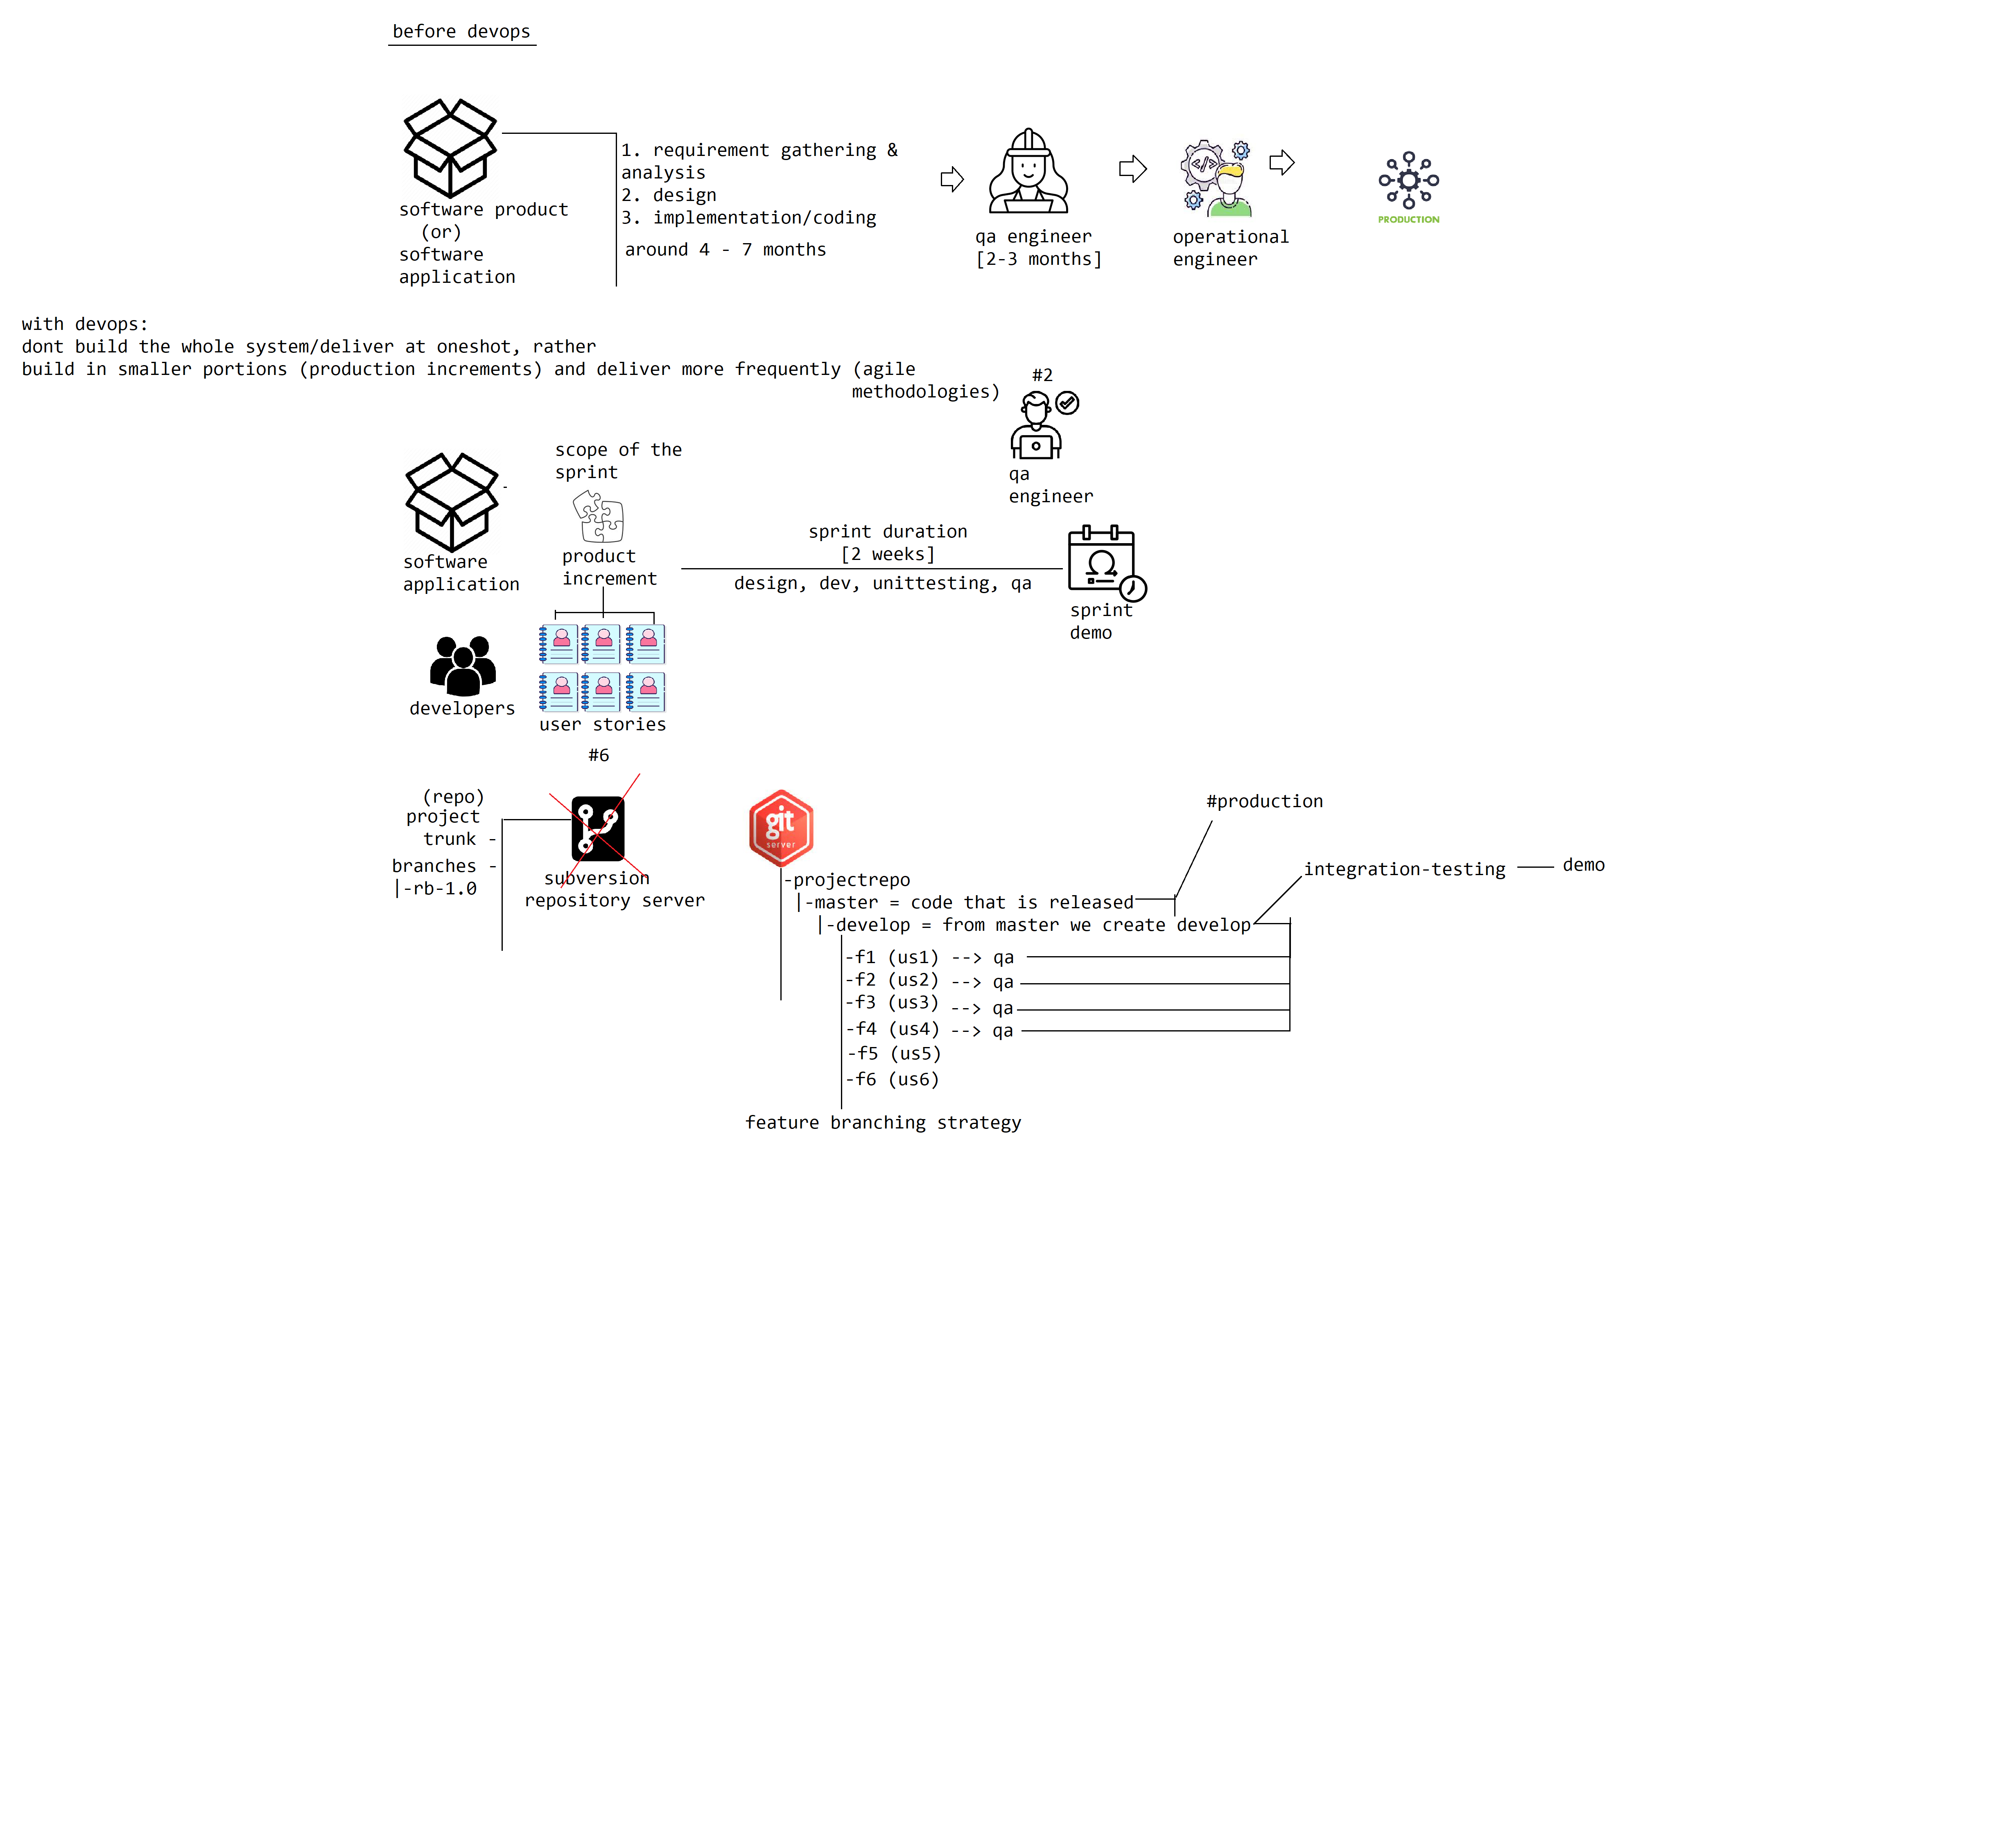 before devops
1. requirement gathering &
analysis
2. design
3. implementation/coding
around 4 - 7 months
software product
(or)
software
application
qa engineer
[2-3 months]
operational
engineer
PRODUCTION
with devops:
dont build the whole system/deliver at oneshot, rather
build in smaller portions (production increments) and deliver more frequently (agile
methodologies)
#2
qa
engineer
scope of the
sprint
-
software
application
product
increment
sprint duration
[2 weeks]
design, dev, unittesting, qa
sprint
demo
developers
user stories
#6
(repo)
project
trunk -
branches -
|-rb-1.0
subversion
repository server
git
server
#production
integration-testing
demo
-projectrepo
|-master = code that is released
|-develop = from master we create develop
-f1 (us1) --> qa
-f2 (us2) --> qa
-f3 (us3) --> qa
-f4 (us4) --> qa
-f5 (us5)
-f6 (us6)
feature branching strategy